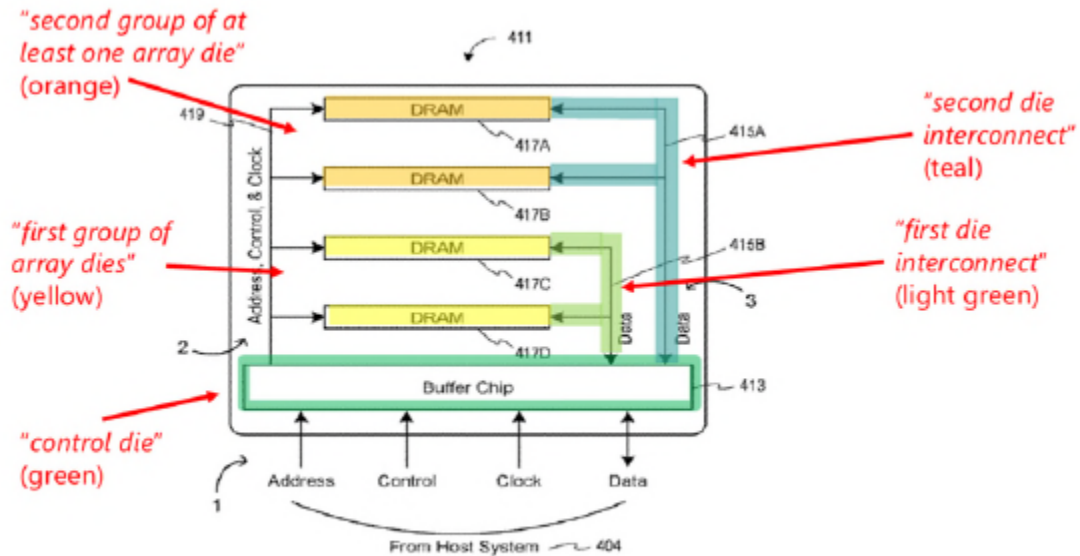 "second group of at
least one array die"
(orange)
411
419
DRAM
417A
415A
"second die
interconnect"
(teal)
DRAM
417B
Address, Control, & Clock
"first group of
array dies"
(yellow)
DRAM
417C
415B
"first die
interconnect"
(light green)
3
DRAM
417D
Data
Data
2
Buffer Chip
413
"control die"
(green)
1
Address
Control
Clock
Data
From Host System
404